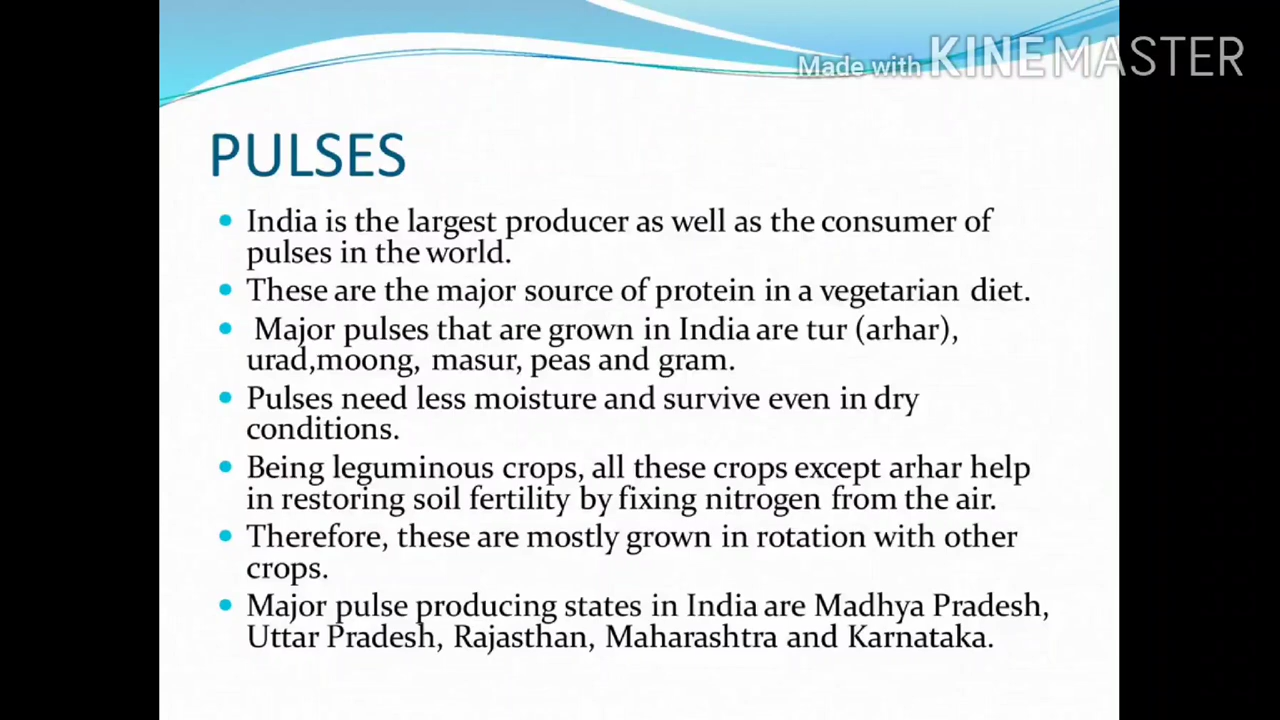 Made with KINEMASTER
PULSES
India is the largest producer as well as the consumer of
pulses in the world.
These are the major source of protein in a vegetarian diet.
Major pulses that are grown in India are tur (arhar),
urad,moong, masur, peas and gram.
Pulses need less moisture and survive even in dry
conditions.
Being leguminous crops, all these crops except arhar help
in restoring soil fertility by fixing nitrogen from the air.
Therefore, these are mostly grown in rotation with other
crops.
Major pulse producing states in India are Madhya Pradesh,
Uttar Pradesh, Rajasthan, Maharashtra and Karnataka.